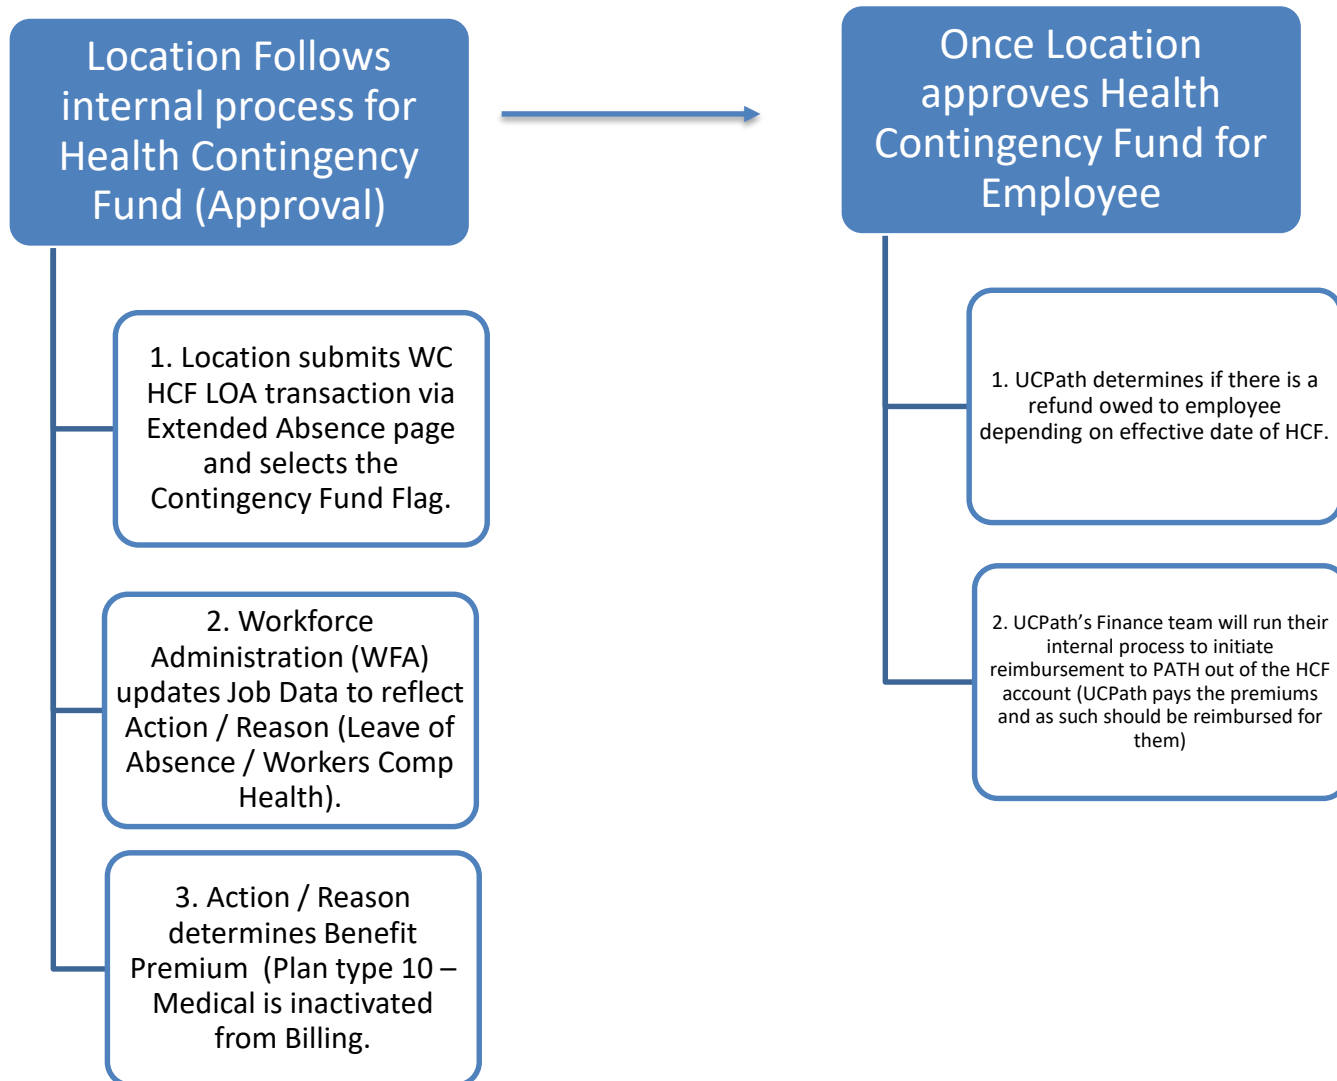 Location Follows
internal process for
Health Contingency
Fund (Approval)
1. Location submits WC
HCF LOA transaction via
Extended Absence page
and selects the
Contingency Fund Flag.
2. Workforce
Administration (WFA)
updates Job Data to reflect
Action / Reason (Leave of
Absence / Workers Comp
Health).
3. Action / Reason
determines Benefit
Premium (Plan type 10 –
Medical is inactivated
from Billing.
Once Location
approves Health
Contingency Fund for
Employee
1. UCPath determines if there is a
refund owed to employee
depending on effective date of HCF.
2. UCPath’s Finance team will run their
internal process to initiate
reimbursement to PATH out of the HCF
account (UCPath pays the premiums
and as such should be reimbursed for
them)